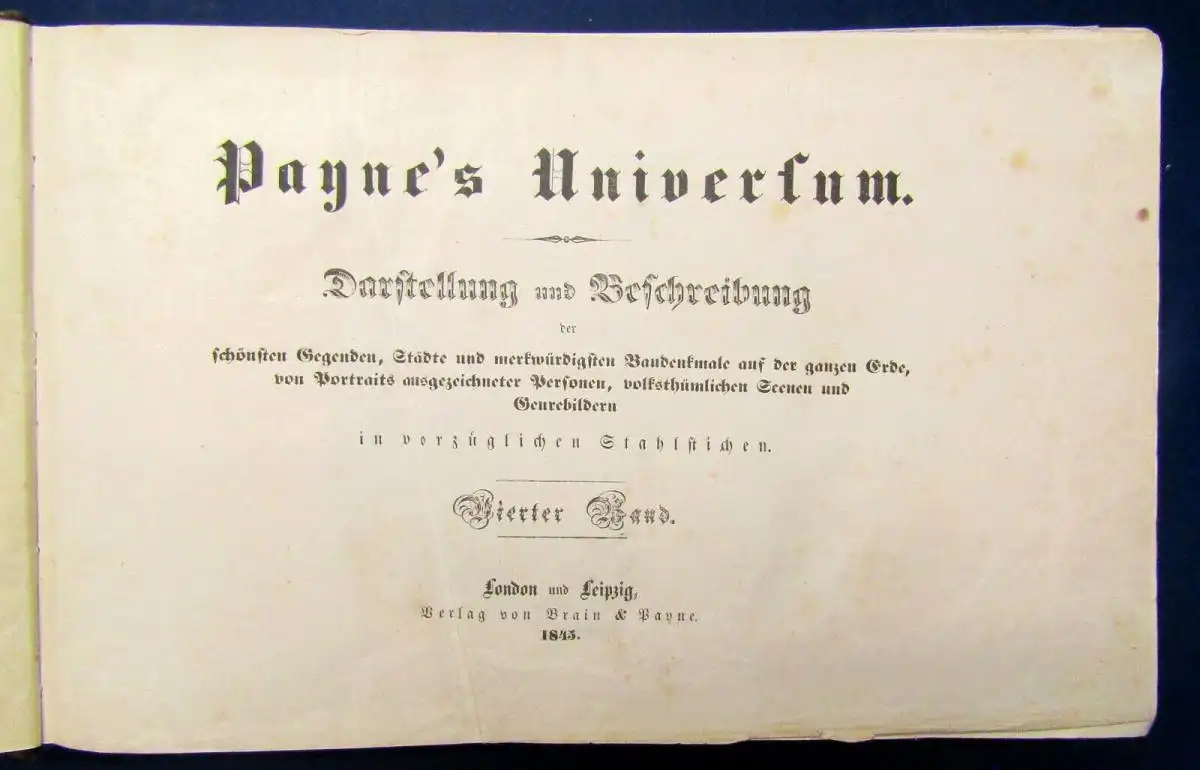 Payne's Universum.
Darstellung und Beschreibung
der
schönsten Gegenden, Städte und merkwürdigsten Baudenkmale auf der ganzen Erde,
von Portraits ausgezeichneter Personen, volksthümlichen Scenen und
Genrebildern
in vorzüglichen Stahlstichen.
Vierter Band.
London und Leipzig,
Verlag von Brain & Payne.
1845.